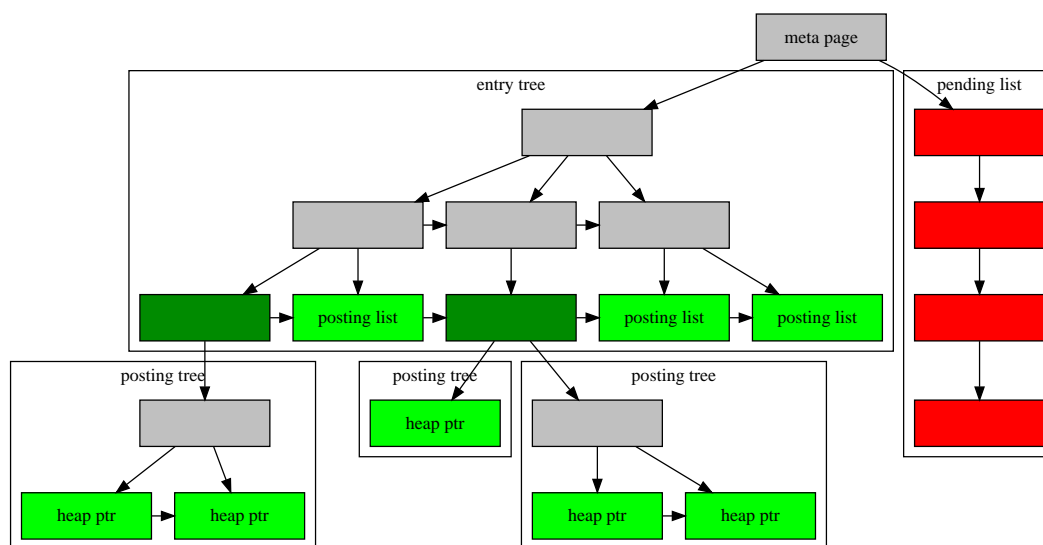 meta page
entry tree
pending list
posting list
posting list
posting list
posting tree
posting tree
posting tree
heap ptr
heap ptr
heap ptr
heap ptr
heap ptr